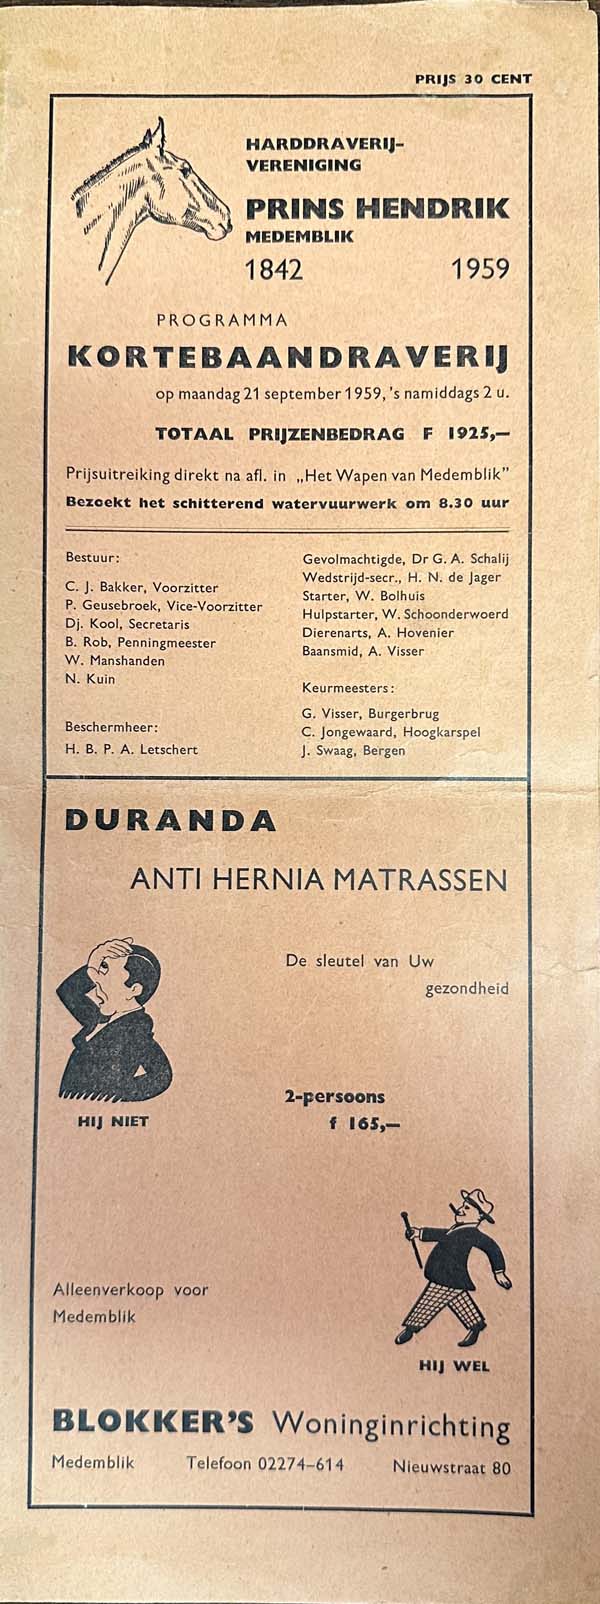 PRIJS 30 CENT
HARDDRAVERIJ-
VERENIGING
PRINS HENDRIK
MEDEMBLIK
1842 1959
PROGRAMMA
KORTEBAANDRAVERIJ
op maandag 21 september 1959, 's namiddags 2 u.
TOTAAL PRIJZENBEDRAG F 1925,—
Prijsuitreiking direkt na afl. in „Het Wapen van Medemblik”
Bezoekt het schitterend watervuurwerk om 8.30 uur
Bestuur:
C. J. Bakker, Voorzitter
P. Geusebroek, Vice-Voorzitter
Dj. Kool, Secretaris
B. Rob, Penningmeester
W. Manshanden
N. Kuin
Beschermheer:
H. B. P. A. Letschert
Gevolmachtigde, Dr G. A. Schalij
Wedstrijd-secr., H. N. de Jager
Starter, W. Bolhuis
Hulpstarter, W. Schoonderwoerd
Dierenarts, A. Hovenier
Baansmid, A. Visser
Keurmeesters:
G. Visser, Burgerbrug
C. Jongewaard, Hoogkarspel
J. Swaag, Bergen
DURANDA
ANTI HERNIA MATRASSEN
De sleutel van Uw
gezondheid
HIJ NIET
2-persoons
f 165,—
Alleenverkoop voor
Medemblik
HIJ WEL
BLOKKER'S Woninginrichting
Medemblik Telefoon 02274-614 Nieuwstraat 80